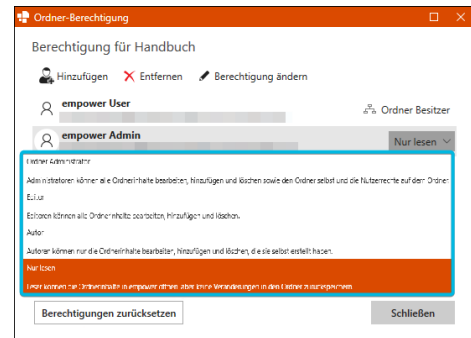 Ordner-Berechtigung
Berechtigung für Handbuch
Hinzufügen Entfernen Berechtigung ändern
empower User
Ordner Besitzer
empower Admin
Nur lesen
Ordner Administrator
Administratoren können alle Ordnerinhalte bearbeiten, hinzufügen und löschen sowie den Ordner selbst und die Nutzerrechte auf dem Ordner
Editor
Editoren können alle Ordnerinhalte bearbeiten, hinzufügen und löschen.
Autor
Autoren können nur die Ordnerinhalte bearbeiten, hinzufügen und löschen, die sie selbst erstellt haben.
Nur lesen
Leser können die Ordnerinhalte in empower öffnen aber keine Veränderungen in den Ordner zurückspeichern
Berechtigungen zurücksetzen
Schließen